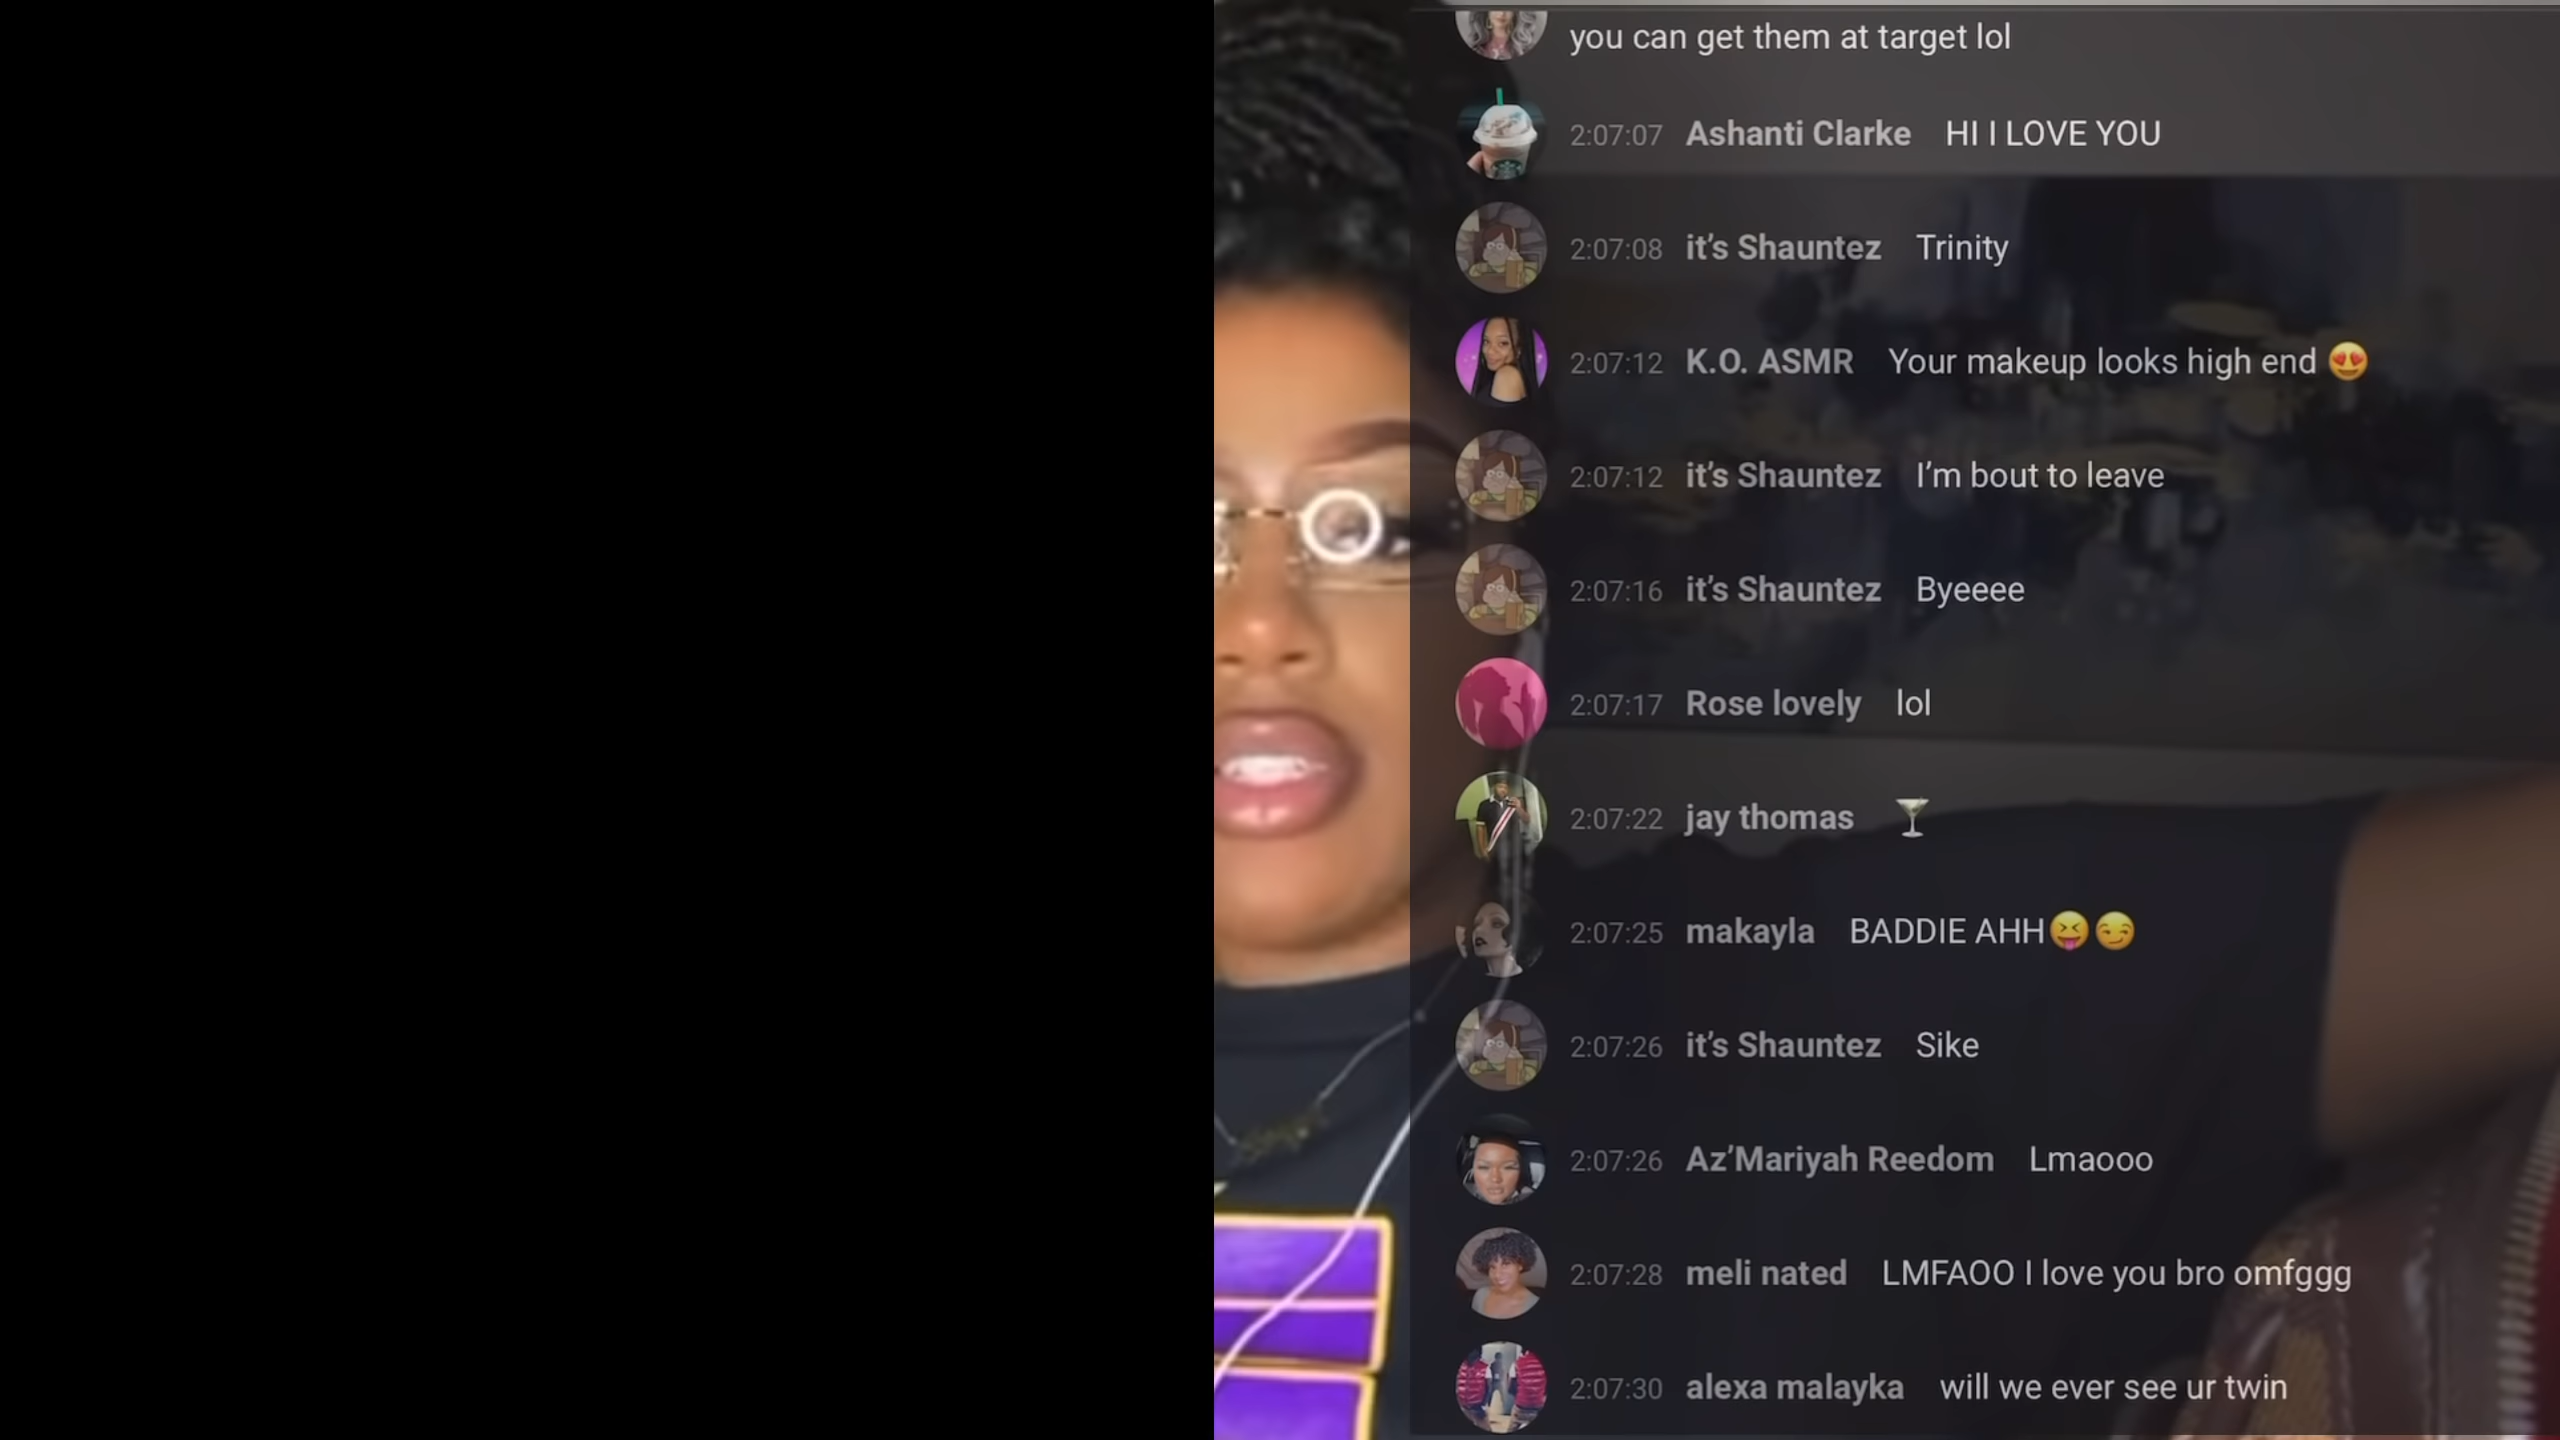 you can get them at target lol
2:07:07 Ashanti Clarke HI I LOVE YOU
2:07:08 it’s Shauntez Trinity
2:07:12 K.O. ASMR Your makeup looks high end 😍
2:07:12 it’s Shauntez I’m bout to leave
2:07:16 it’s Shauntez Byeeee
2:07:17 Rose lovely lol
2:07:22 jay thomas 🍸
2:07:25 makayla BADDIE AHH😝😏
2:07:26 it’s Shauntez Sike
2:07:26 Az’Mariyah Reedom Lmaooo
2:07:28 meli nated LMFAOO I love you bro omfggg
2:07:30 alexa malayka will we ever see ur twin